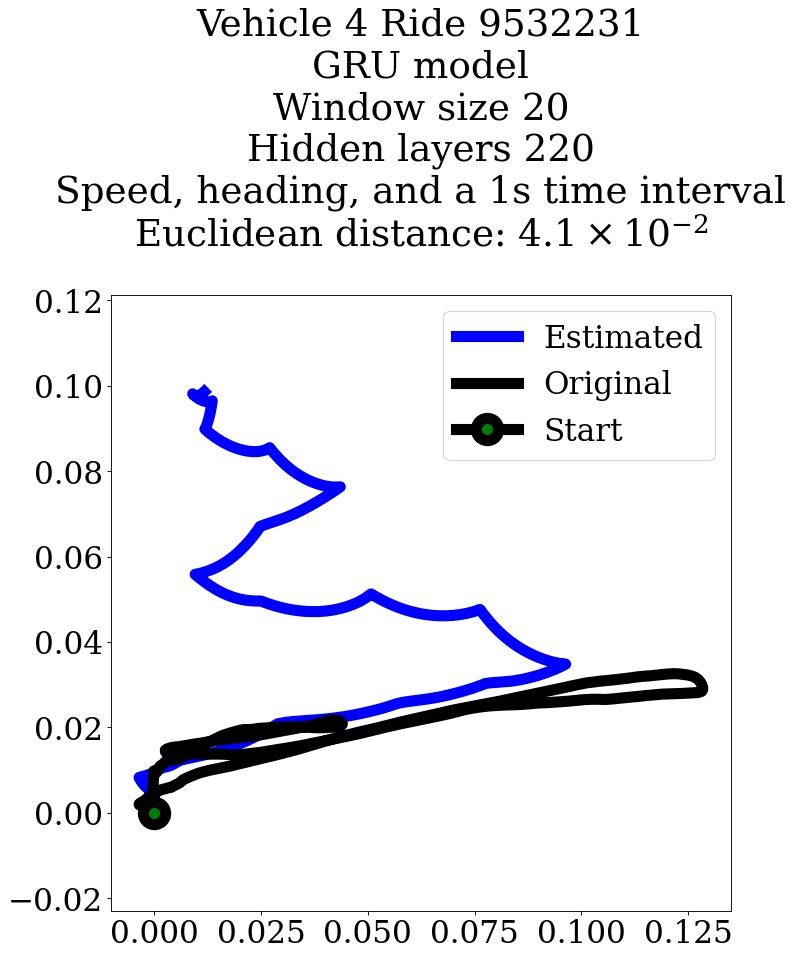 Vehicle 4 Ride 9532231
GRU model
Window size 20
Hidden layers 220
Speed, heading, and a 1s time interval
Euclidean distance: 4.1 × 10⁻²
0.12
0.10
0.08
0.06
0.04
0.02
0.00
−0.02
Estimated
Original
Start
0.000 0.025 0.050 0.075 0.100 0.125